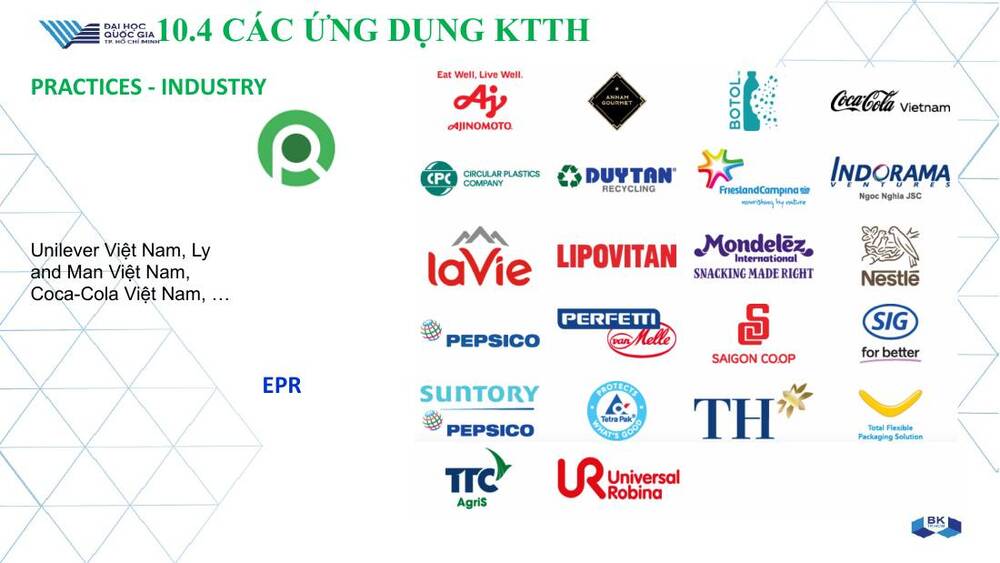 ĐẠI HỌC
QUỐC GIA
TP. HỒ CHÍ MINH
10.4 CÁC ỨNG DỤNG KTTH
PRACTICES - INDUSTRY
Unilever Việt Nam, Ly
and Man Việt Nam,
Coca-Cola Việt Nam, …
EPR
Eat Well, Live Well.
Aj
AJINOMOTO
ANNAM
GOURMET
BOTOL
Coca-Cola Vietnam
CPC
CIRCULAR PLASTICS
COMPANY
DUYTAN
RECYCLING
FrieslandCampina
nourishing by nature
INDORAMA
VENTURES
Ngoc Nghia JSC
laVie
LIPOVITAN
Mondelēz
International
SNACKING MADE RIGHT
Nestlé
PEPSICO
PERFETTI
van Melle
SAIGON CO.OP
SIG
for better
SUNTORY
PEPSICO
PROTECTS
Tetra Pak
WHAT'S GOOD
TH
Total Flexible
Packaging Solution
TTC
AgriS
UR Universal
Robina
BK